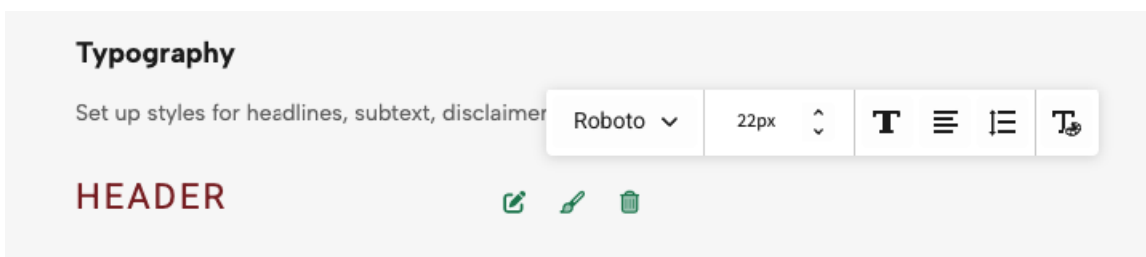 Typography
Set up styles for headlines, subtext, disclaimer
Roboto
22px
HEADER